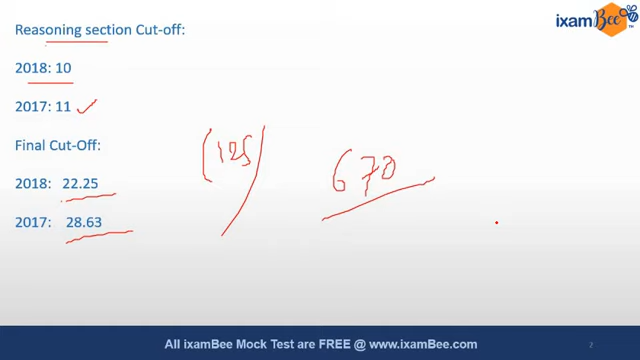 ixamBee
Reasoning section Cut-off:
2018: 10
2017: 11
Final Cut-Off:
(125)
670
2018: 22.25
2017: 28.63
All ixamBee Mock Test are FREE @ www.ixamBee.com
2